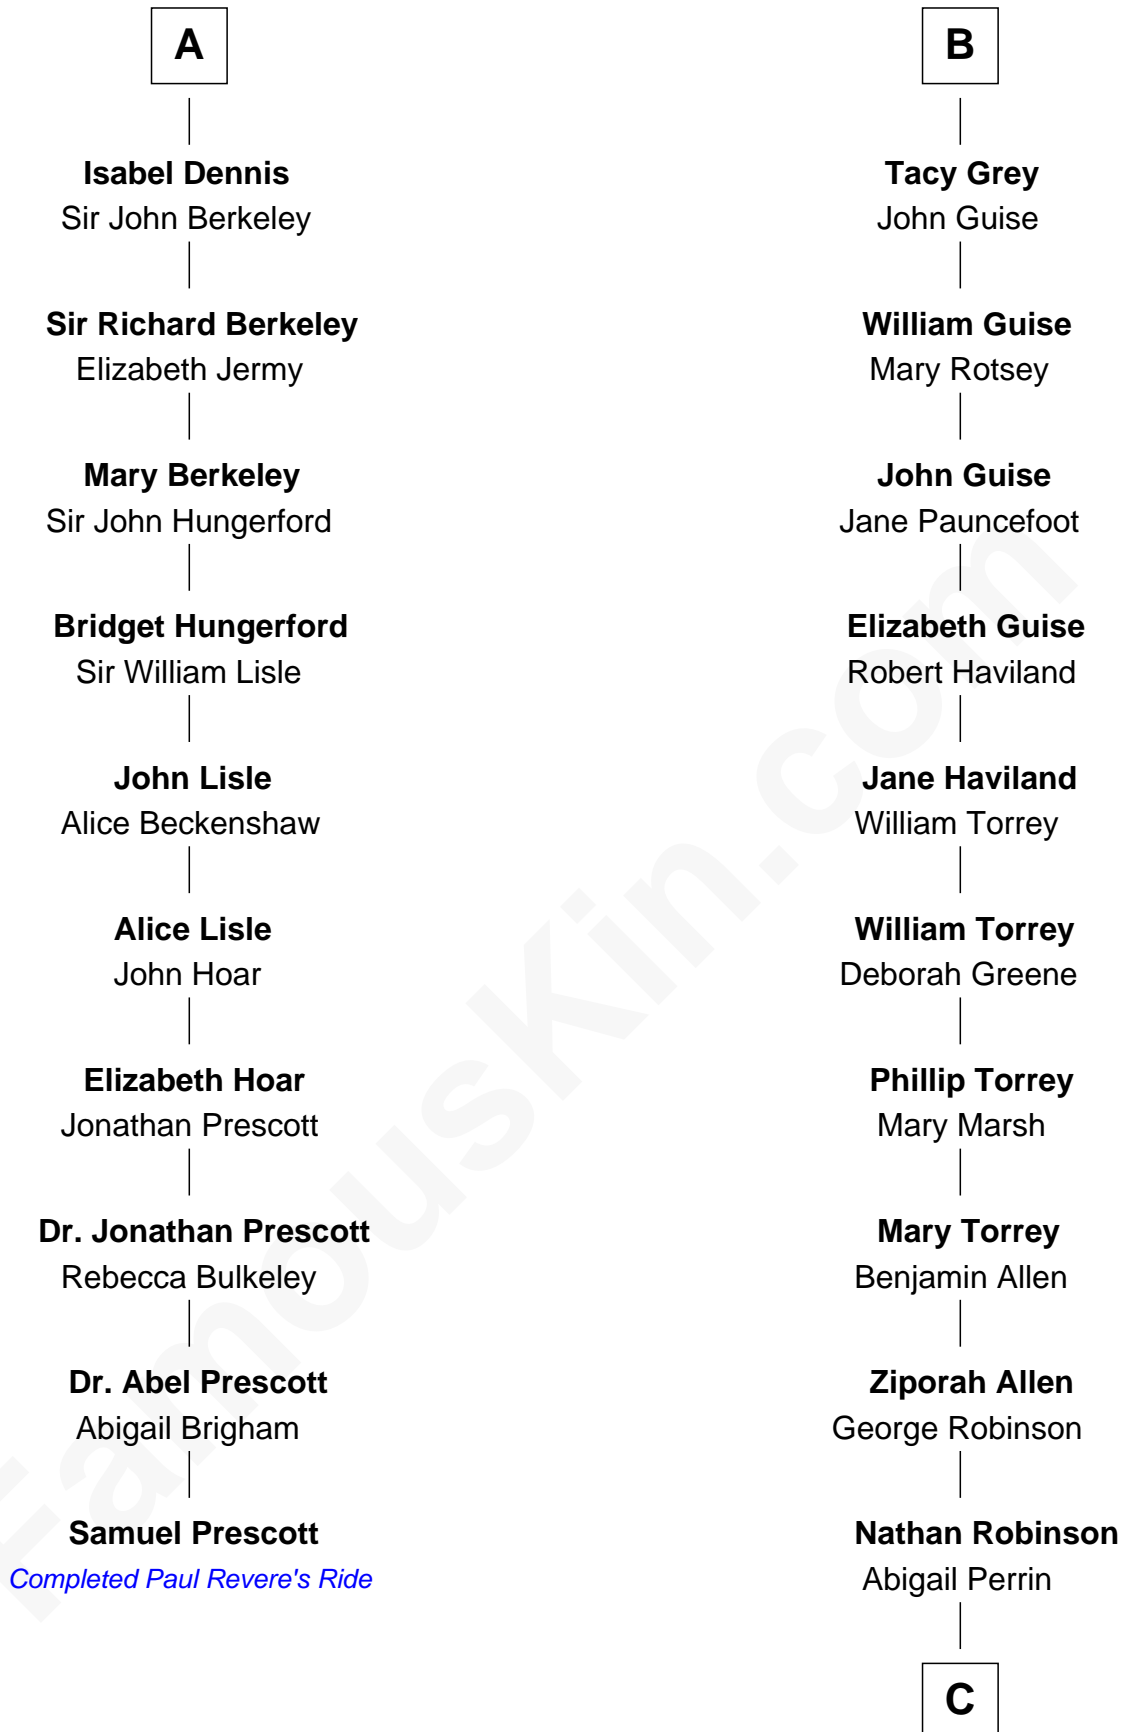 A
Isabel Dennis
Sir John Berkeley
Sir Richard Berkeley
Elizabeth Jermy
Mary Berkeley
Sir John Hungerford
Bridget Hungerford
Sir William Lisle
John Lisle
Alice Beckenshaw
Alice Lisle
John Hoar
Elizabeth Hoar
Jonathan Prescott
Dr. Jonathan Prescott
Rebecca Bulkeley
Dr. Abel Prescott
Abigail Brigham
Samuel Prescott
Completed Paul Revere's Ride
B
Tacy Grey
John Guise
William Guise
Mary Rotsey
John Guise
Jane Pauncefoot
Elizabeth Guise
Robert Haviland
Jane Haviland
William Torrey
William Torrey
Deborah Greene
Phillip Torrey
Mary Marsh
Mary Torrey
Benjamin Allen
Ziporah Allen
George Robinson
Nathan Robinson
Abigail Perrin
C
FamousKin.com